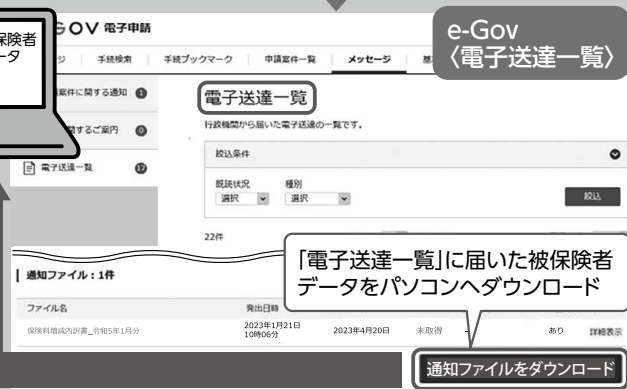 GOV 電子申請
e-Gov
〈電子送達一覧〉
保険者
ータ
ジ 手続検索 手続ブックマーク 申請案件一覧 メッセージ 基
案件に関する通知 1
するご案内 0
電子送達一覧 17
電子送達一覧
行政機関から届いた電子送達の一覧です。
絞込条件
既読状況 種別
選択 選択 絞込
22件
「電子送達一覧」に届いた被保険者
データをパソコンへダウンロード
通知ファイル:1件
ファイル名 発出日時
保険料増減内訳書_令和5年1月分 2023年1月21日 2023年4月20日 未取得 - あり 詳細表示
10時06分
通知ファイルをダウンロード